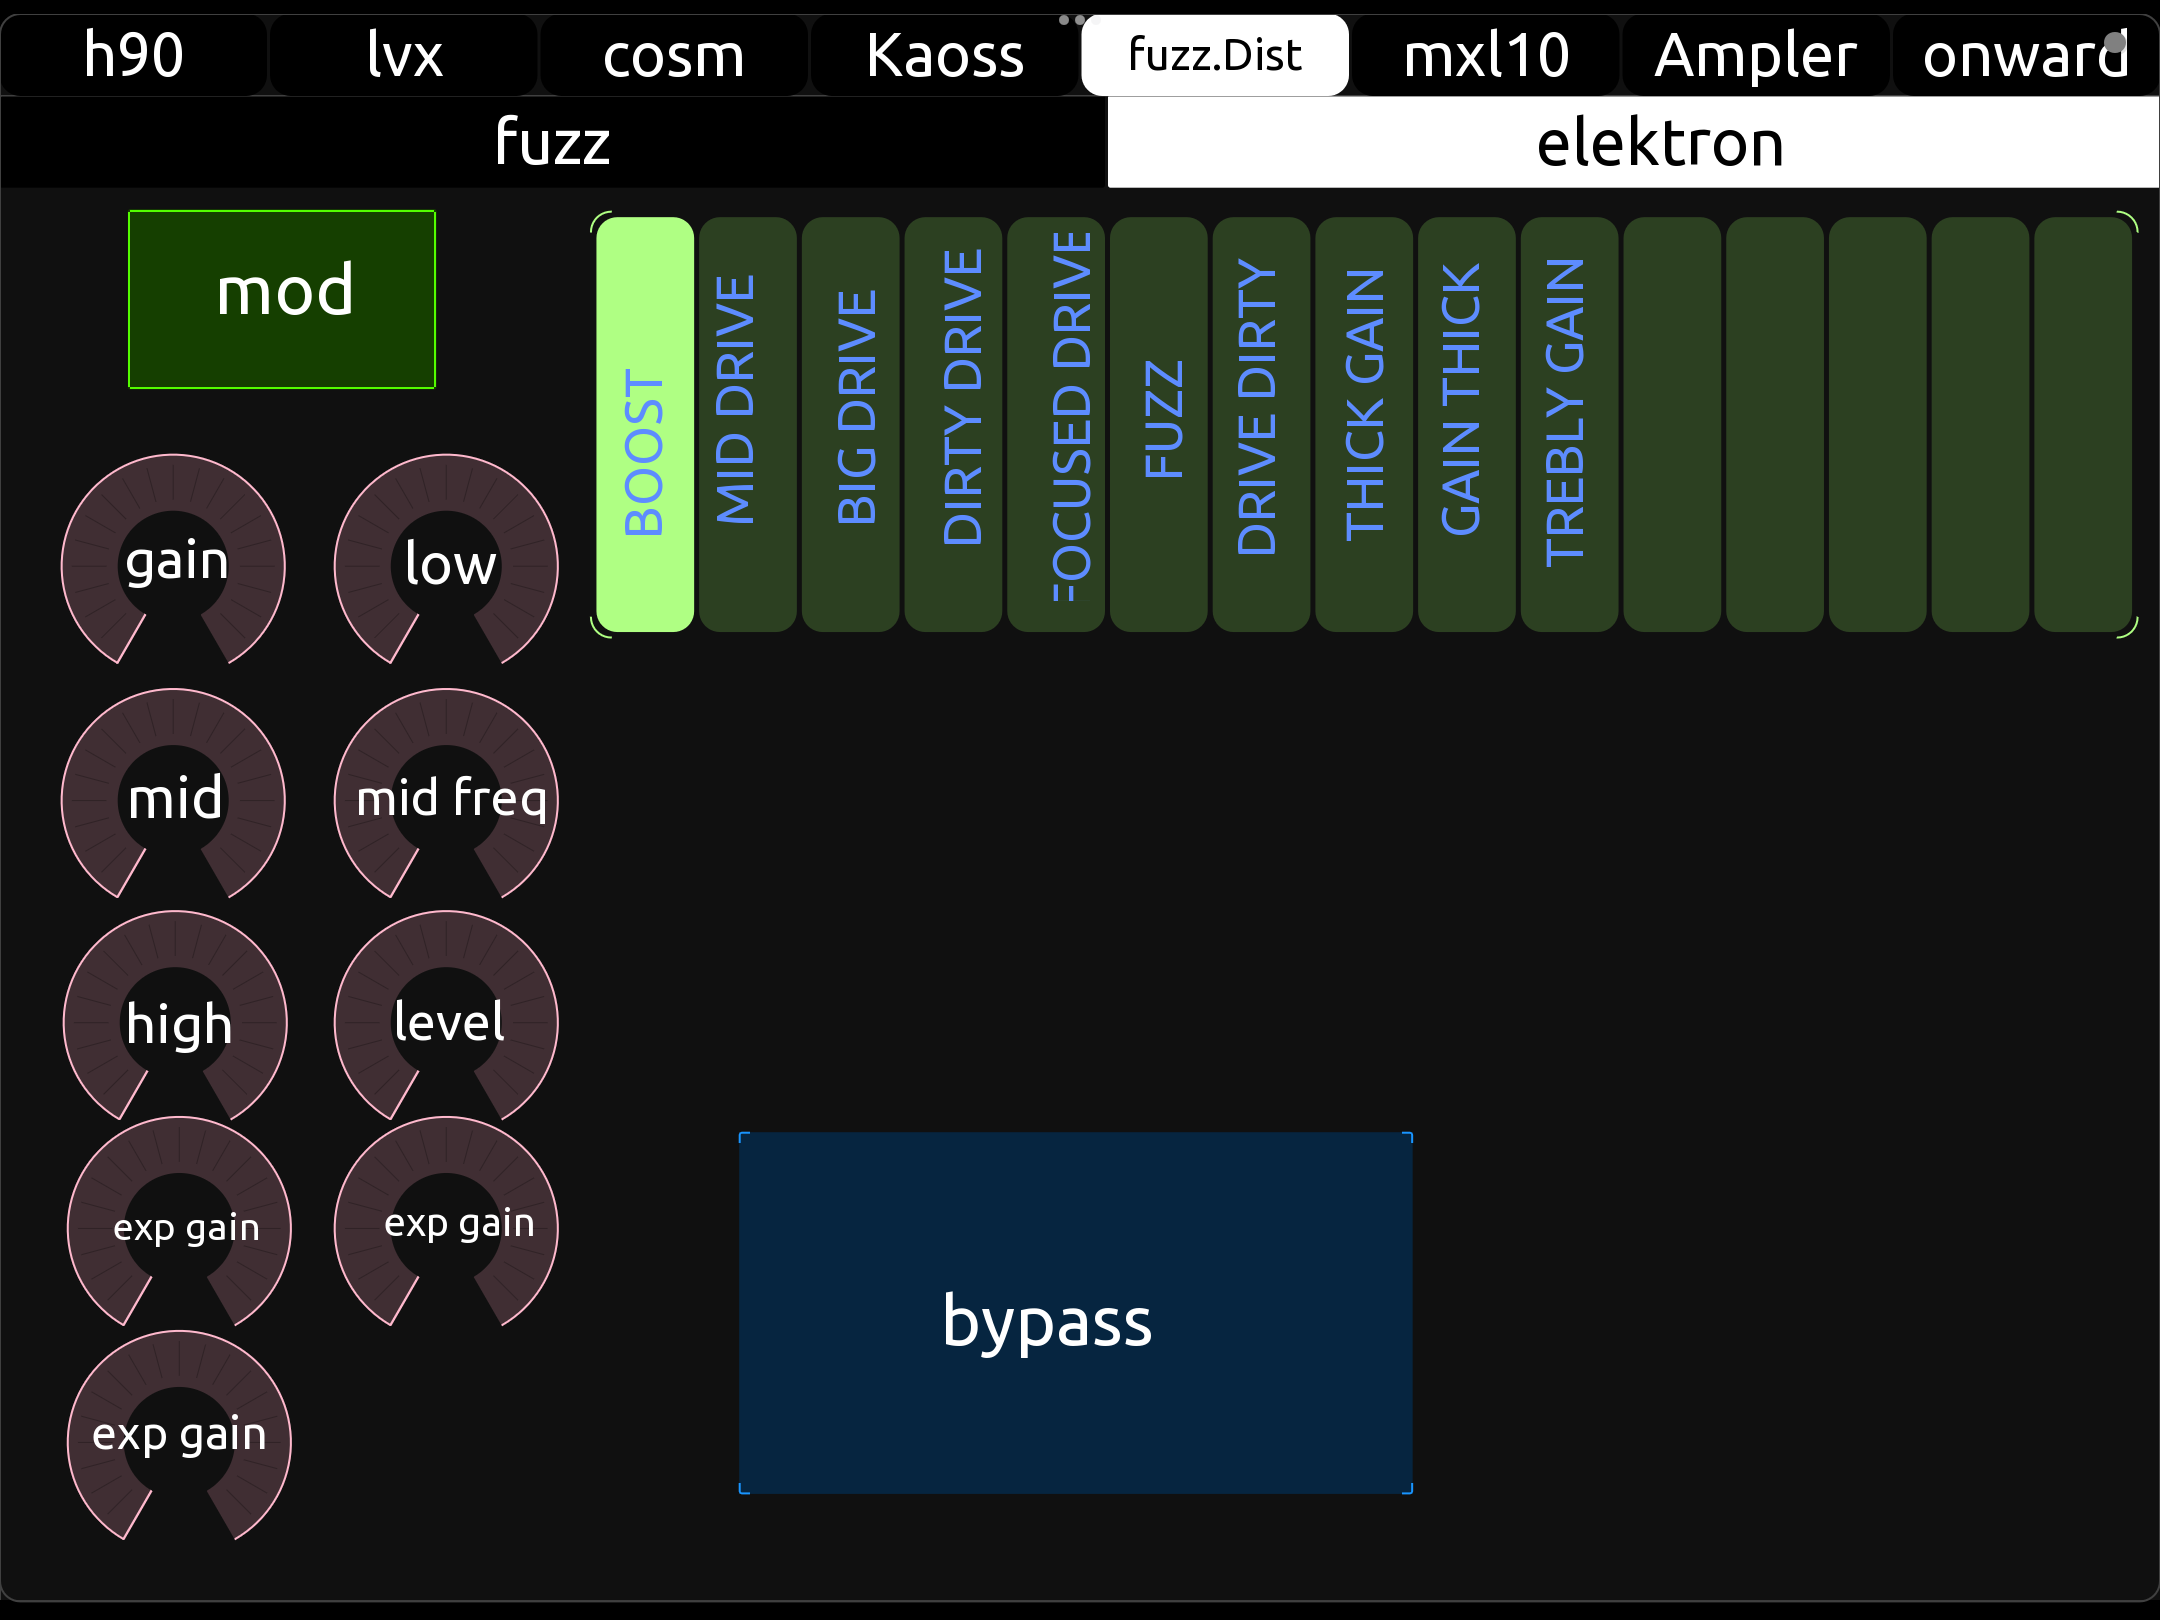 h90
lvx
cosm
Kaoss
fuzz.Dist
mxl10
Ampler
onward
fuzz
elektron
mod
BOOST
MID DRIVE
BIG DRIVE
DIRTY DRIVE
FOCUSED DRIVE
FUZZ
DRIVE DIRTY
THICK GAIN
GAIN THICK
TREBLY GAIN
gain
low
mid
mid freq
high
level
exp gain
exp gain
exp gain
bypass